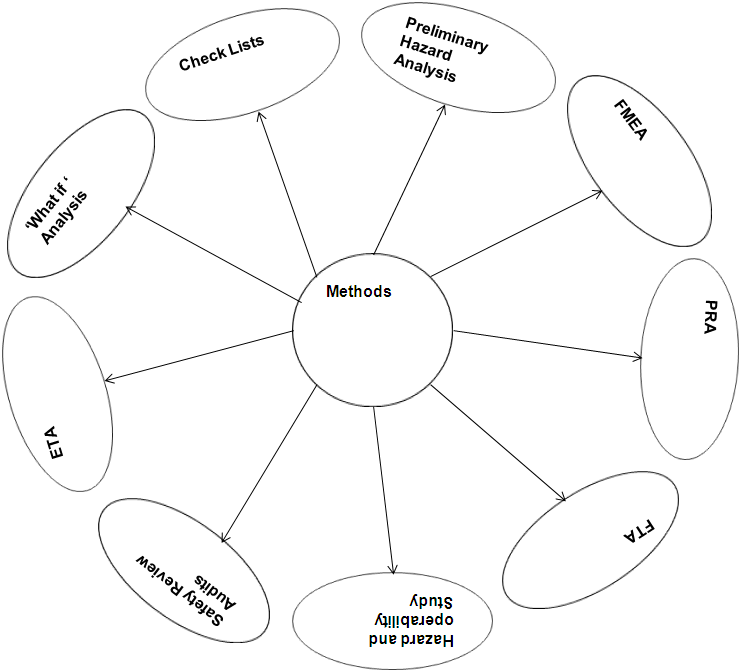 Check Lists
Preliminary
Hazard
Analysis
FMEA
PRA
FTA
Hazard and
operability
Study
Safety Review
Audits
ETA
‘What if ‘
Analysis
Methods